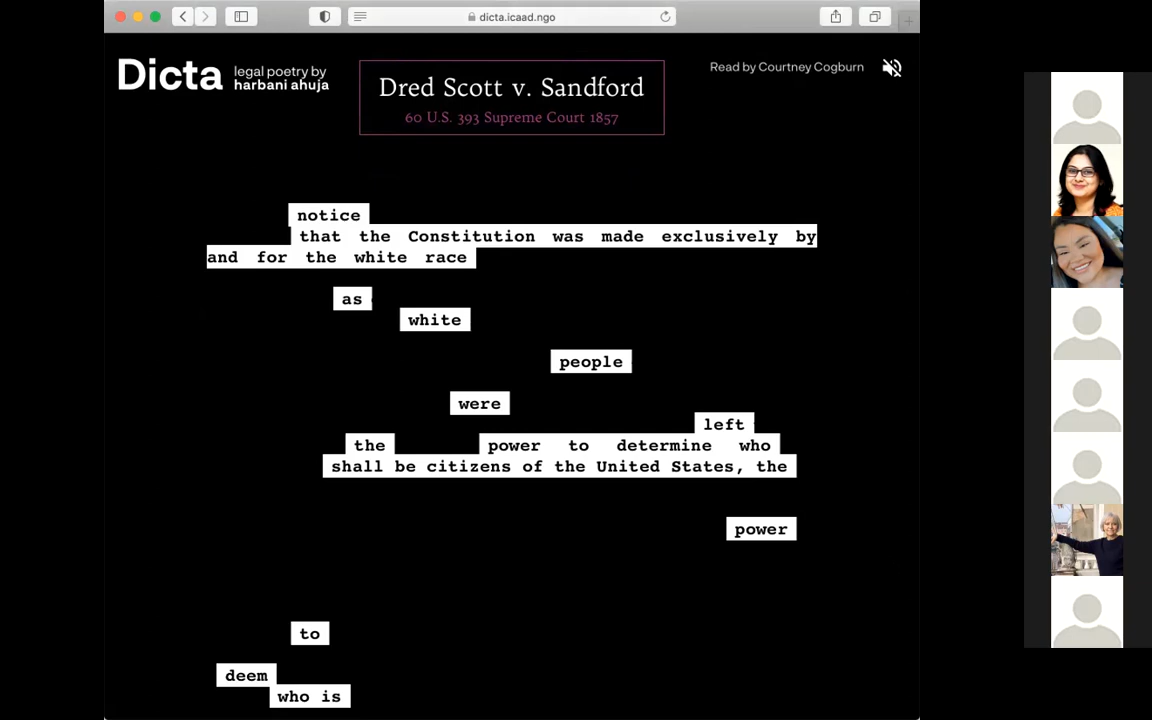 dicta.icaad.ngo
Dicta
legal poetry by
harbani ahuja
Dred Scott v. Sandford
60 U.S. 393 Supreme Court 1857
Read by Courtney Cogburn
notice
that the Constitution was made exclusively by
and for the white race
as
white
people
were
left
the power to determine who
shall be citizens of the United States, the
power
to
deem
who is